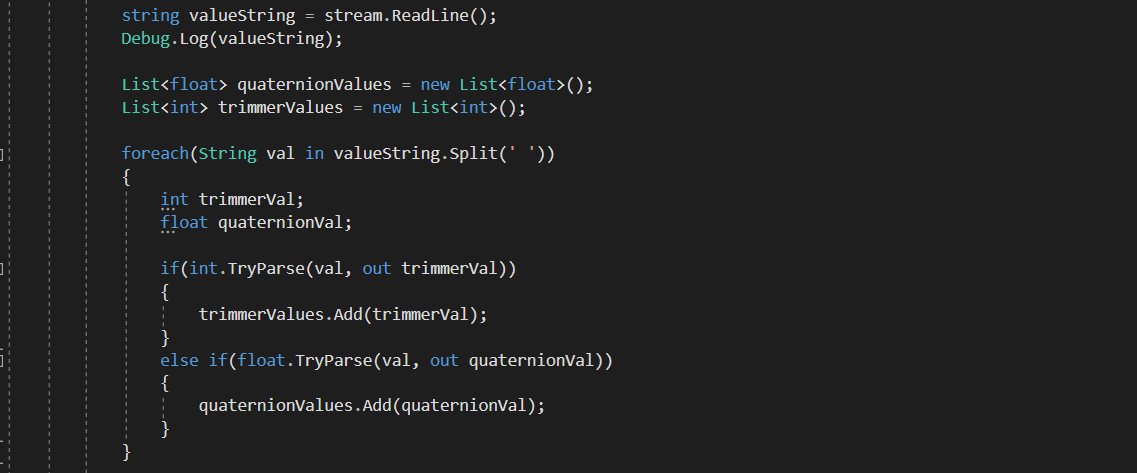 string valueString = stream.ReadLine();
Debug.Log(valueString);
List<float> quaternionValues = new List<float>();
List<int> trimmerValues = new List<int>();
foreach(String val in valueString.Split(' '))
{
int trimmerVal;
float quaternionVal;
if(int.TryParse(val, out trimmerVal))
{
trimmerValues.Add(trimmerVal);
}
else if(float.TryParse(val, out quaternionVal))
{
quaternionValues.Add(quaternionVal);
}
}